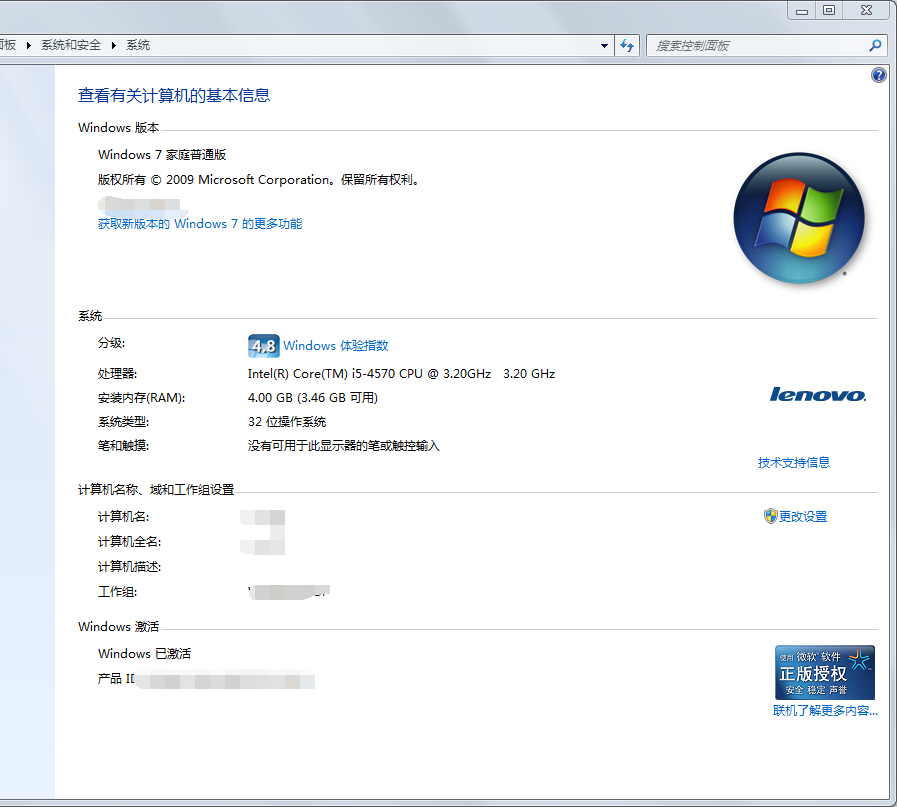 面板 ▸ 系统和安全 ▸ 系统
搜索控制面板
查看有关计算机的基本信息
Windows 版本
Windows 7 家庭普通版
版权所有 © 2009 Microsoft Corporation。保留所有权利。
获取新版本的 Windows 7 的更多功能
系统
分级:
4.8 Windows 体验指数
处理器:
Intel(R) Core(TM) i5-4570 CPU @ 3.20GHz 3.20 GHz
安装内存(RAM):
4.00 GB (3.46 GB 可用)
系统类型:
32 位操作系统
笔和触摸:
没有可用于此显示器的笔或触控输入
lenovo.
技术支持信息
计算机名称、域和工作组设置
计算机名:
更改设置
计算机全名:
计算机描述:
工作组:
Windows 激活
Windows 已激活
产品 ID
使用 微软 软件
正版授权
安全 稳定 声誉
联机了解更多内容...